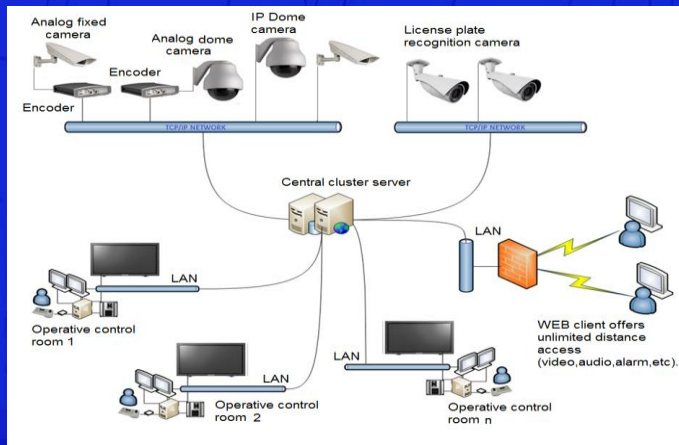 Analog fixed
camera
Analog dome
camera
IP Dome
camera
License plate
recognition camera
Encoder
Encoder
TCP/IP NETWORK
TCP/IP NETWORK
Central cluster server
LAN
LAN
Operative control
room 1
WEB client offers
unlimited distance
access
(video,audio,alarm,etc).
LAN
Operative control
room 2
LAN
Operative control
room n